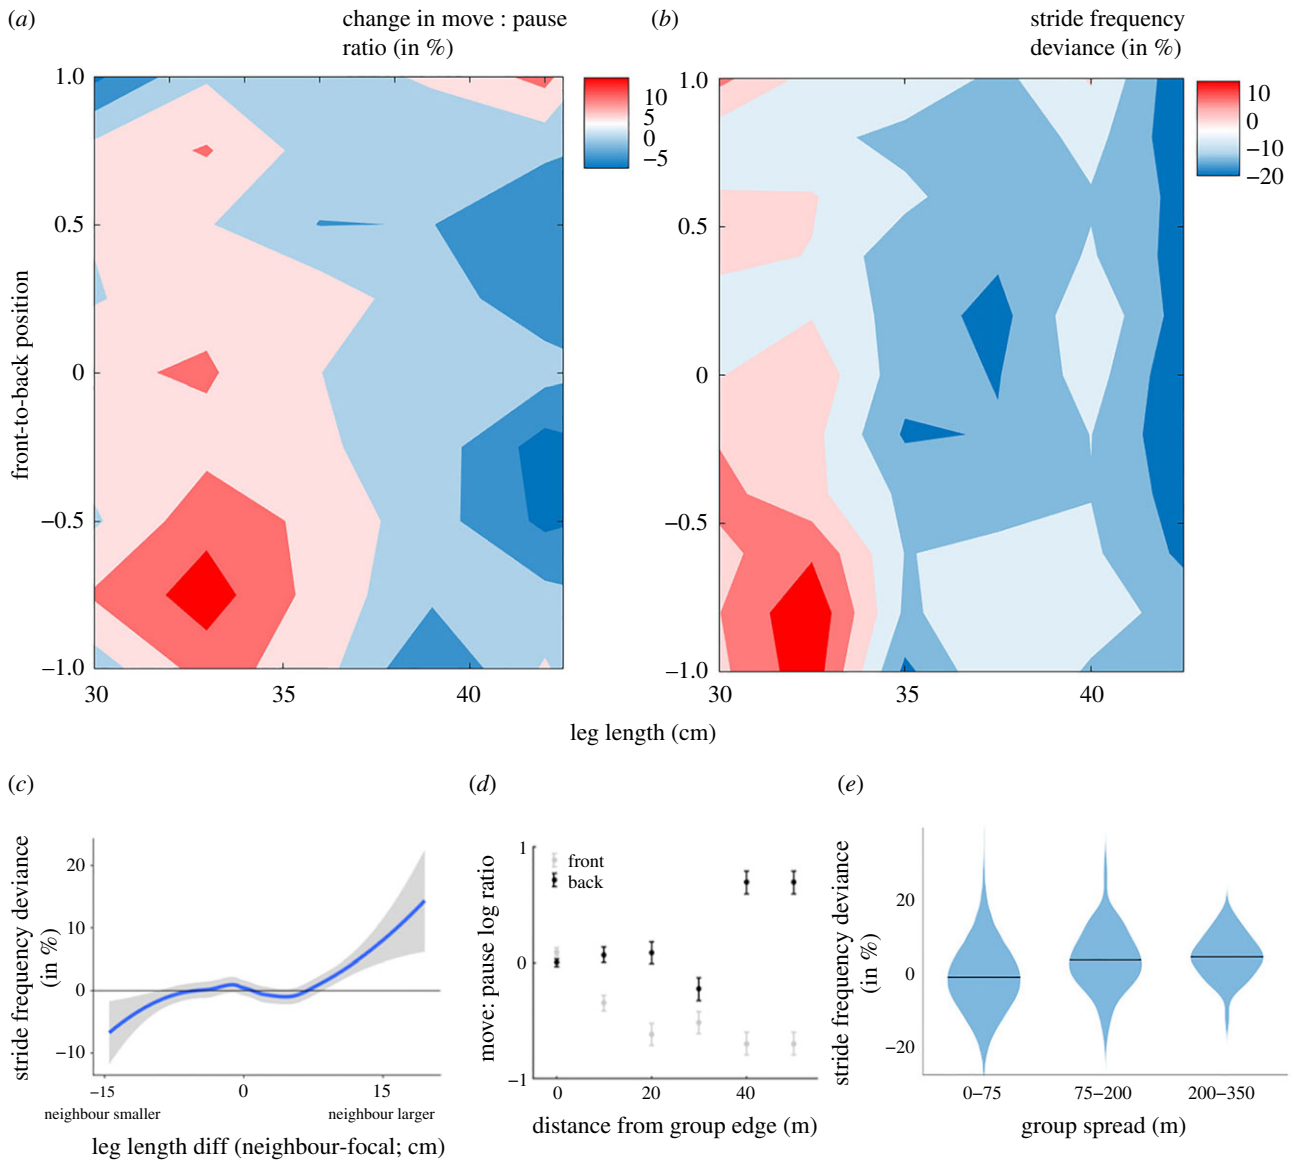 (a)
change in move : pause
ratio (in %)
10
5
0
−5
1.0
0.5
0
−0.5
−1.0
30
35
40
front-to-back position
(b)
stride frequency
deviance (in %)
10
0
−10
−20
1.0
0.5
0
−0.5
−1.0
30
35
40
leg length (cm)
(c)
stride frequency deviance
(in %)
20
10
0
−10
−15
0
15
neighbour smaller
neighbour larger
leg length diff (neighbour-focal; cm)
(d)
move: pause log ratio
1
0
−1
front
back
0
20
40
distance from group edge (m)
(e)
stride frequency deviance
(in %)
20
0
−20
0−75
75−200
200−350
group spread (m)